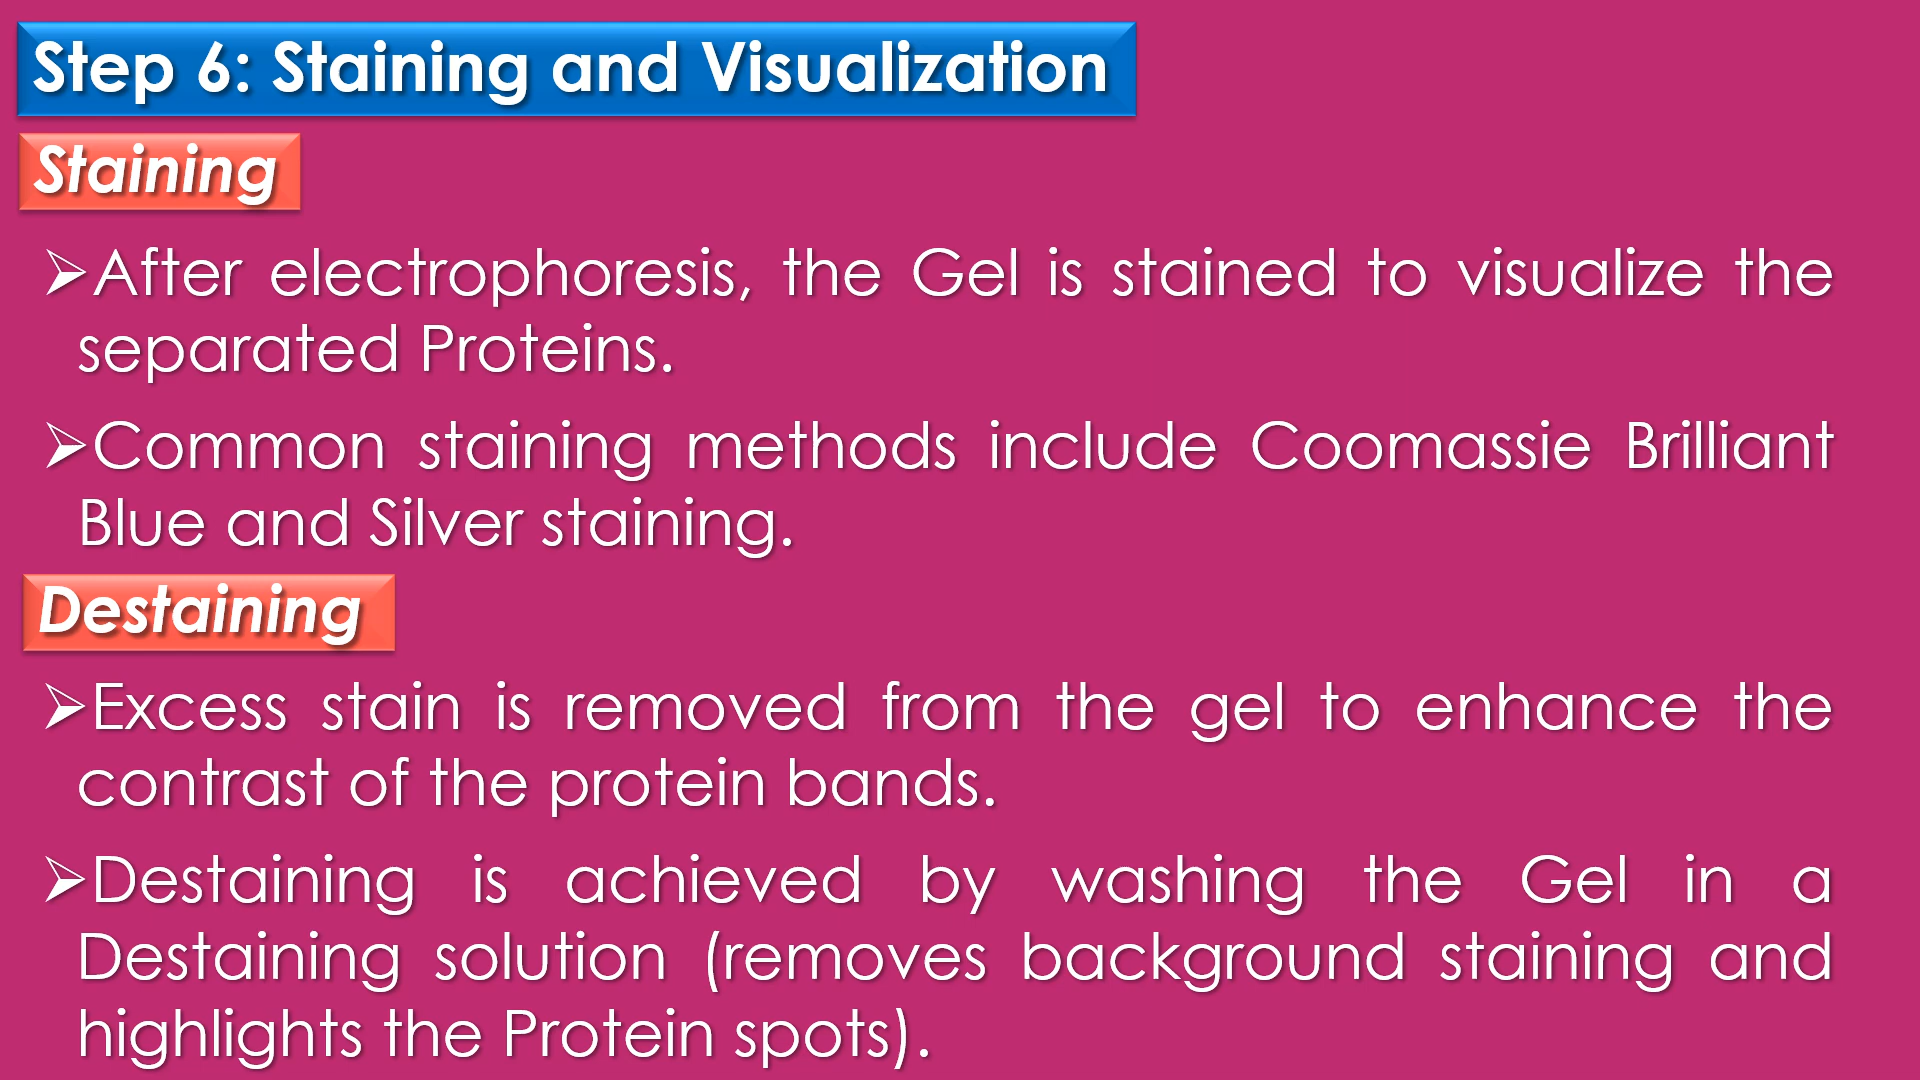 Step 6: Staining and Visualization
Staining
➢After electrophoresis, the Gel is stained to visualize the
separated Proteins.
➢Common staining methods include Coomassie Brilliant
Blue and Silver staining.
Destaining
➢Excess stain is removed from the gel to enhance the
contrast of the protein bands.
➢Destaining is achieved by washing the Gel in a
Destaining solution (removes background staining and
highlights the Protein spots).